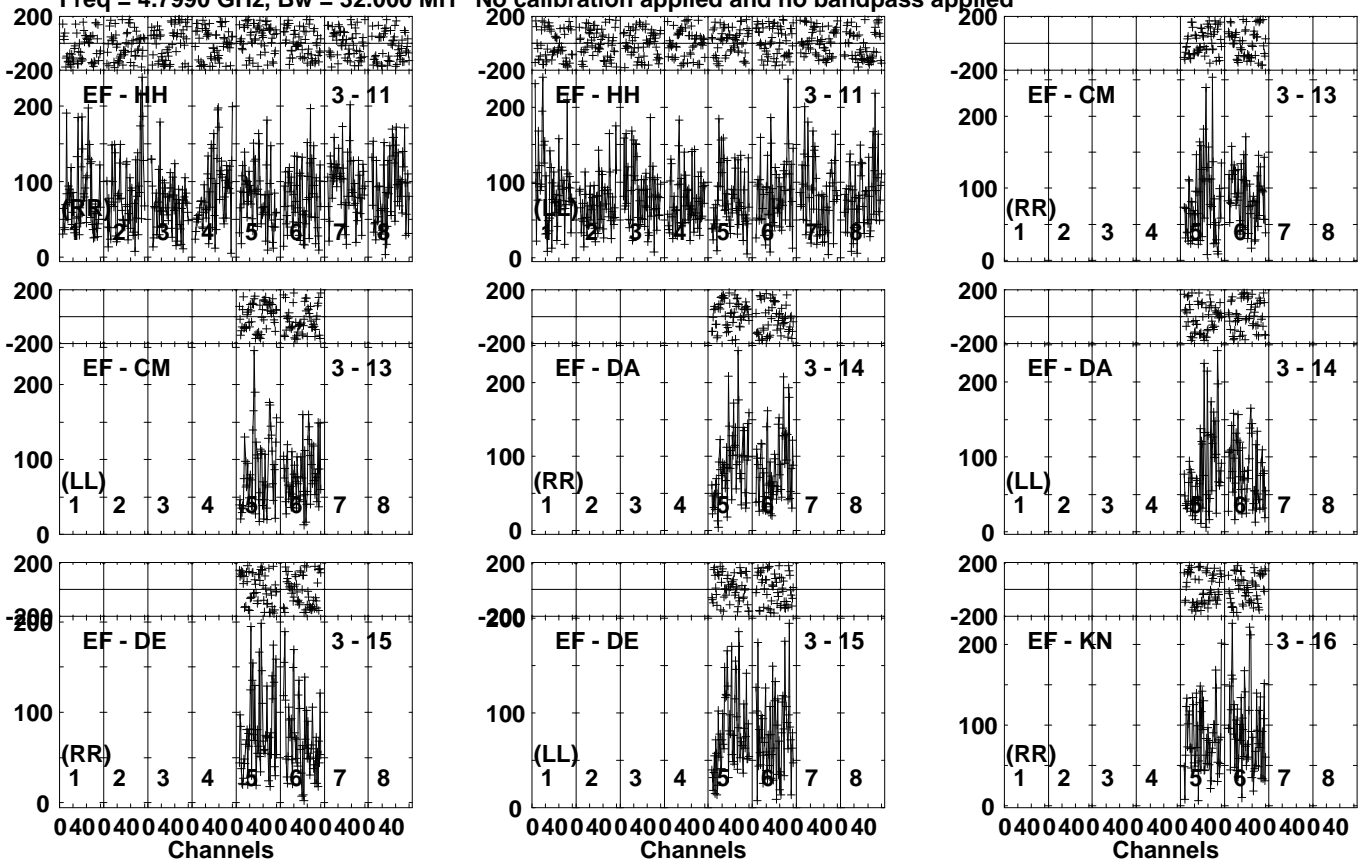 Freq = 4.7990 GHz, Bw = 32.000 MH No calibration applied and no bandpass applied
200 200 200
-200 -200 -200
EF - HH 3 - 11 EF - HH 3 - 11 EF - CM 3 - 13
200 200 200
100 100 100
(RR) (LL) (RR)
1 2 3 4 5 6 7 8 1 2 3 4 5 6 7 8 1 2 3 4 5 6 7 8
0 0 0
200 200 200
-200 -200 -200
EF - CM 3 - 13 EF - DA 3 - 14 EF - DA 3 - 14
200 200 200
100 100 100
(LL) (RR) (LL)
1 2 3 4 5 6 7 8 1 2 3 4 5 6 7 8 1 2 3 4 5 6 7 8
0 0 0
200 200 200
-200 -200 -200
200 200
EF - DE 3 - 15 EF - DE 3 - 15 EF - KN 3 - 16
200
100 100 100
(RR) (LL) (RR)
1 2 3 4 5 6 7 8 1 2 3 4 5 6 7 8 1 2 3 4 5 6 7 8
0 0 0
0 40 0 40 0 40 0 40 0 40 0 40 0 40 0 40 0 40 0 40 0 40 0 40 0 40 0 40 0 40 0 40 0 40 0 40 0 40 0 40 0 40 0 40 0 40 0 40
Channels Channels Channels